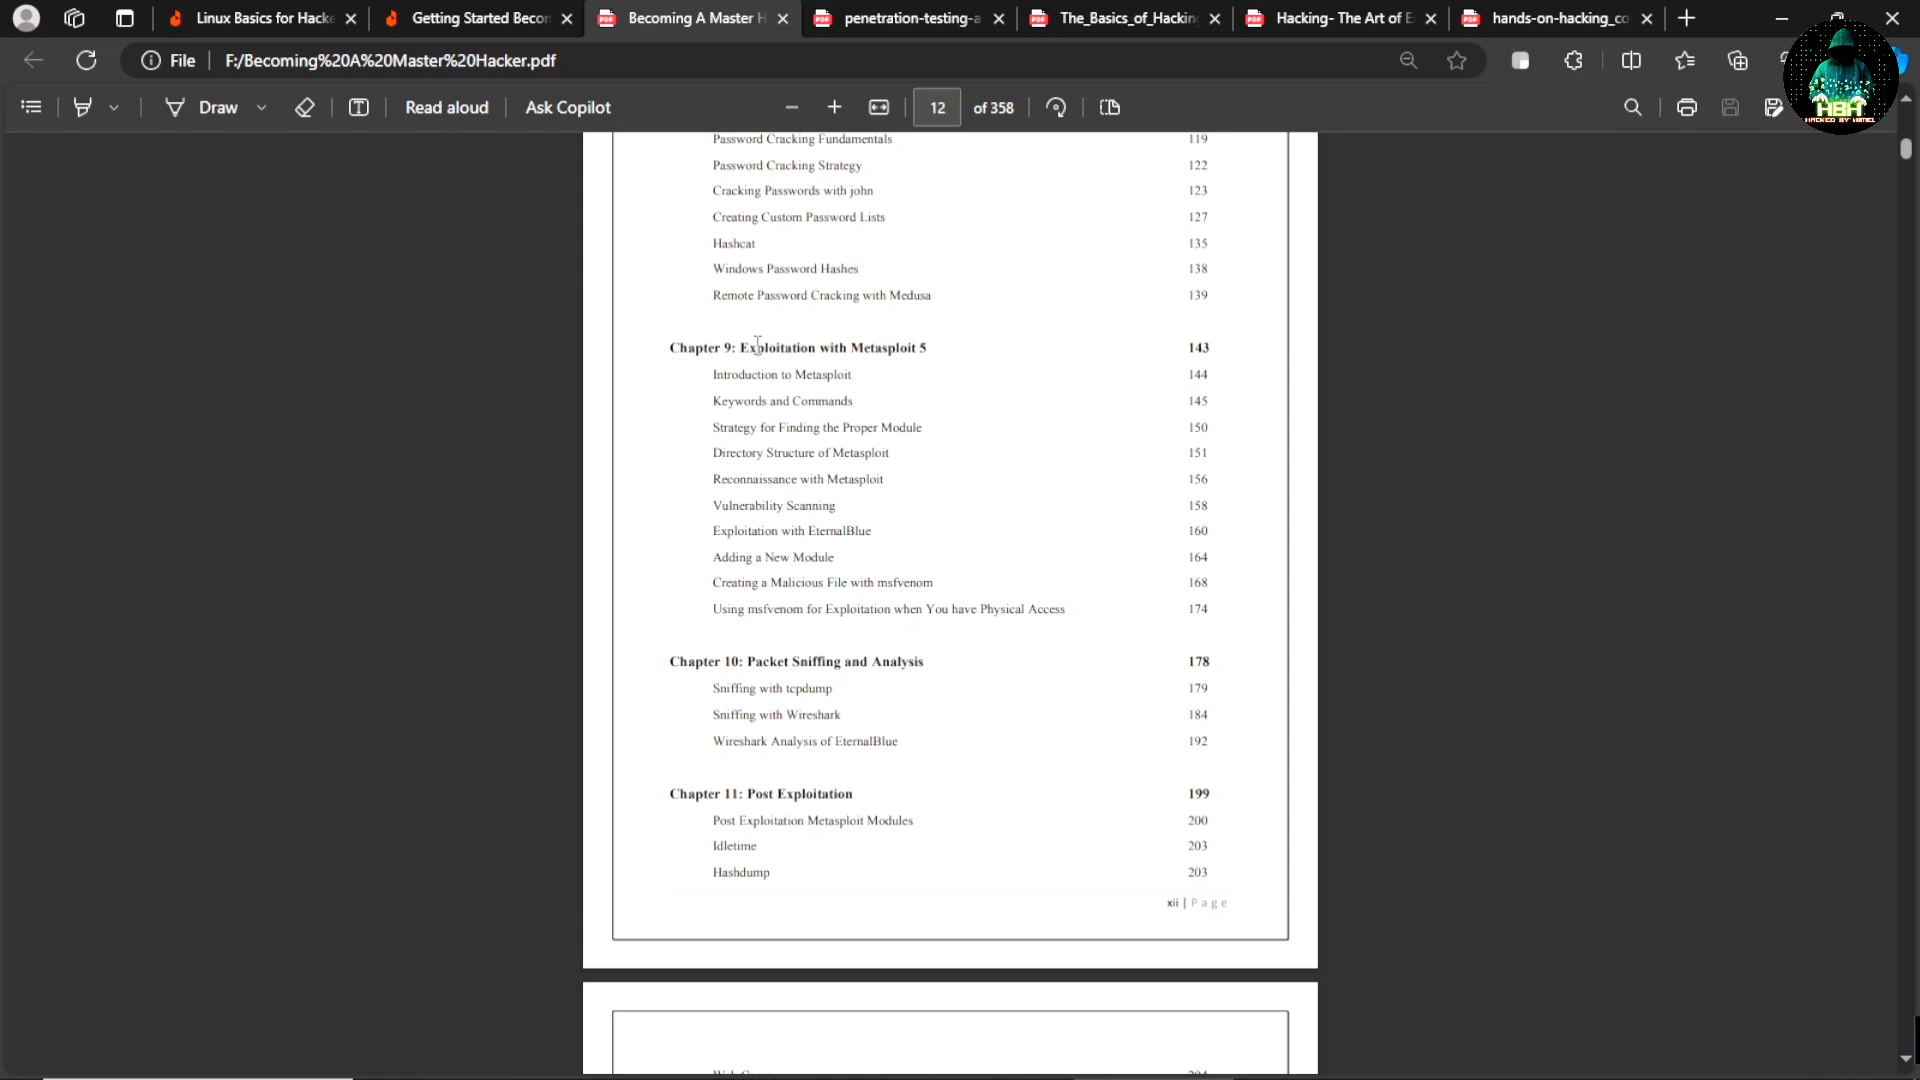 Linux Basics for Hacke
Getting Started Becon
Becoming A Master H
penetration-testing-a
The_Basics_of_Hackin
Hacking- The Art of E
hands-on-hacking_co
File
F:/Becoming%20A%20Master%20Hacker.pdf
Draw
Read aloud
Ask Copilot
12 of 358
HBH
HACKED BY HIMEL
Password Cracking Fundamentals 119
Password Cracking Strategy 122
Cracking Passwords with john 123
Creating Custom Password Lists 127
Hashcat 135
Windows Password Hashes 138
Remote Password Cracking with Medusa 139
Chapter 9: Exploitation with Metasploit 5 143
Introduction to Metasploit 144
Keywords and Commands 145
Strategy for Finding the Proper Module 150
Directory Structure of Metasploit 151
Reconnaissance with Metasploit 156
Vulnerability Scanning 158
Exploitation with EternalBlue 160
Adding a New Module 164
Creating a Malicious File with msfvenom 168
Using msfvenom for Exploitation when You have Physical Access 174
Chapter 10: Packet Sniffing and Analysis 178
Sniffing with tcpdump 179
Sniffing with Wireshark 184
Wireshark Analysis of EternalBlue 192
Chapter 11: Post Exploitation 199
Post Exploitation Metasploit Modules 200
Idletime 203
Hashdump 203
xii | Page